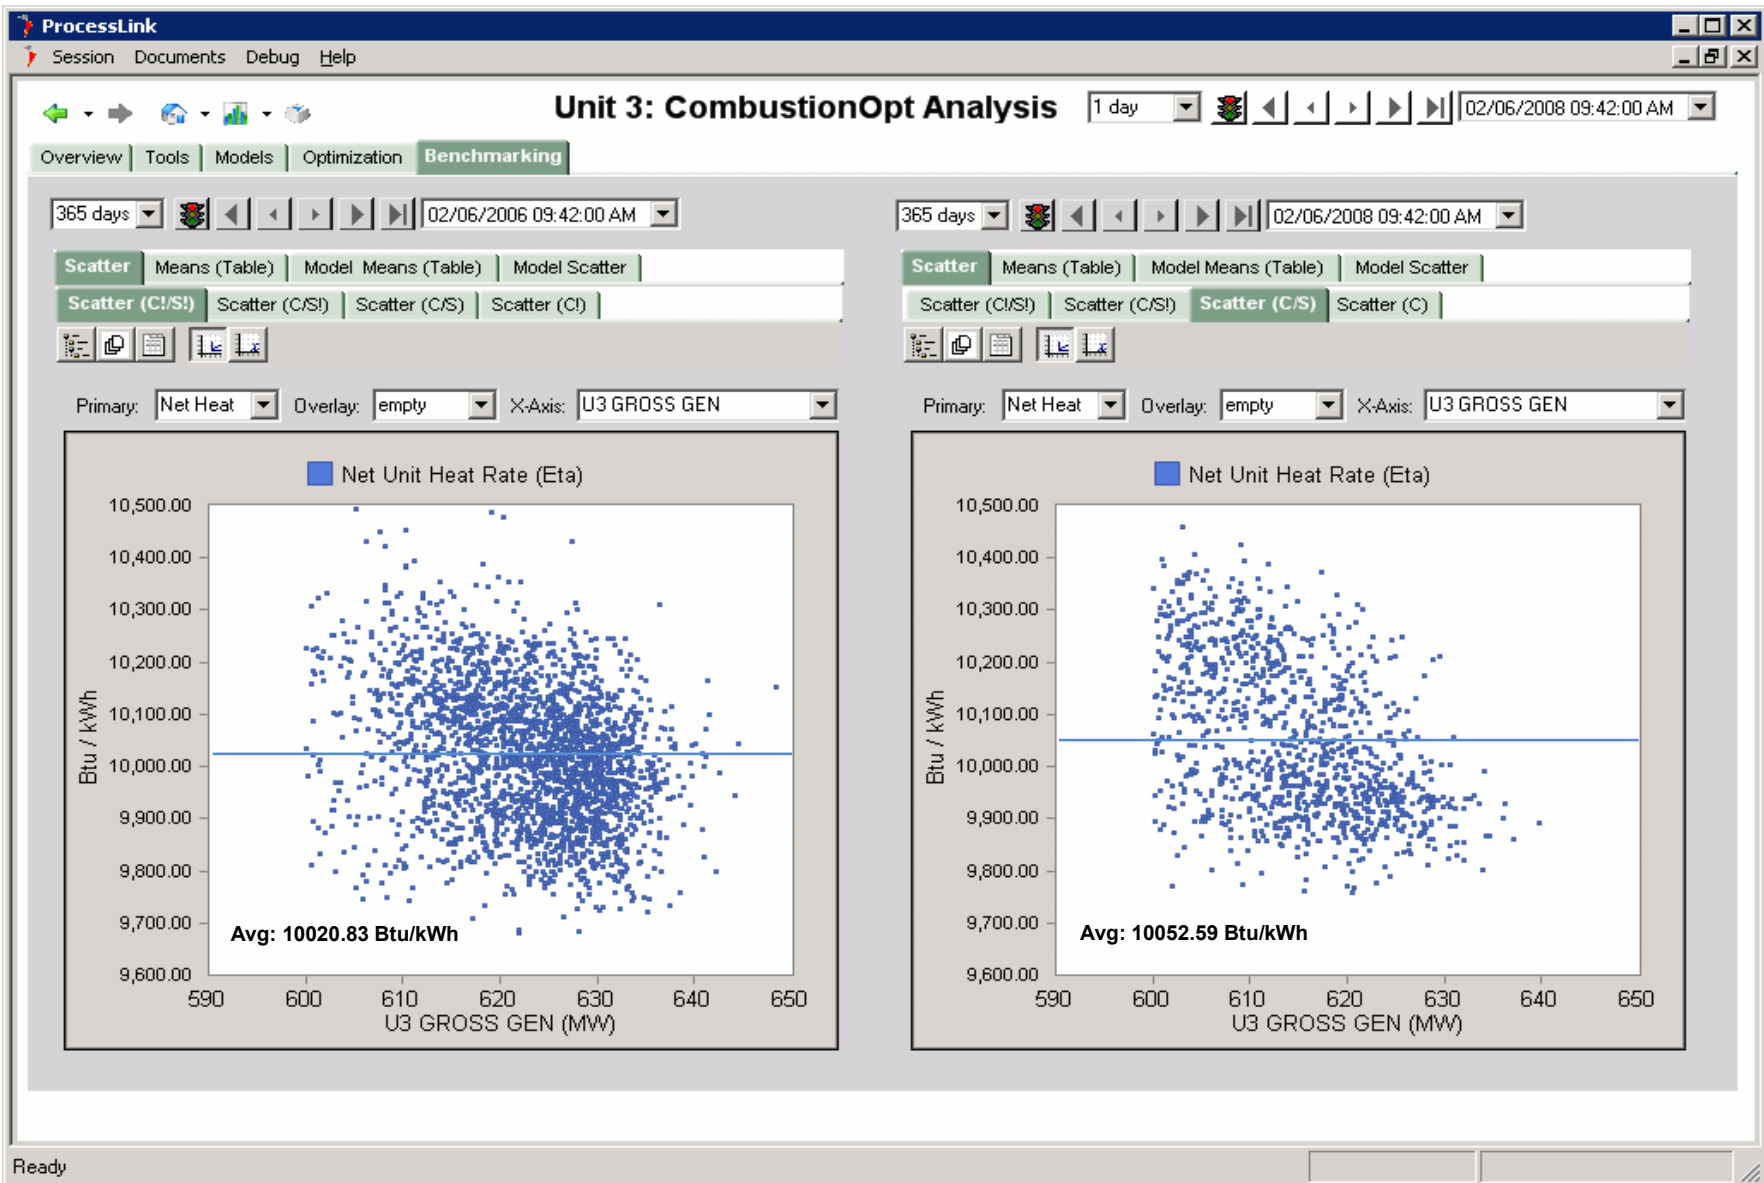 ProcessLink
Session Documents Debug Help
Unit 3: CombustionOpt Analysis 1 day 02/06/2008 09:42:00 AM
Overview Tools Models Optimization Benchmarking
365 days 02/06/2006 09:42:00 AM
Scatter Means (Table) Model Means (Table) Model Scatter
Scatter (C!/S!) Scatter (C/S!) Scatter (C/S) Scatter (C!)
Primary: Net Heat Overlay: empty X-Axis: U3 GROSS GEN
Net Unit Heat Rate (Eta)
10,500.00
10,400.00
10,300.00
10,200.00
10,100.00
10,000.00
9,900.00
9,800.00
9,700.00
9,600.00
Btu / kWh
Avg: 10020.83 Btu/kWh
590 600 610 620 630 640 650
U3 GROSS GEN (MW)
365 days 02/06/2008 09:42:00 AM
Scatter Means (Table) Model Means (Table) Model Scatter
Scatter (C!/S!) Scatter (C/S!) Scatter (C/S) Scatter (C)
Primary: Net Heat Overlay: empty X-Axis: U3 GROSS GEN
Net Unit Heat Rate (Eta)
10,500.00
10,400.00
10,300.00
10,200.00
10,100.00
10,000.00
9,900.00
9,800.00
9,700.00
9,600.00
Btu / kWh
Avg: 10052.59 Btu/kWh
590 600 610 620 630 640 650
U3 GROSS GEN (MW)
Ready